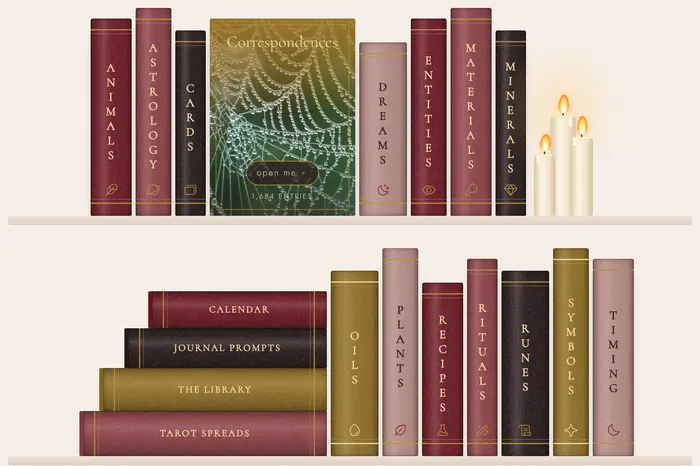 ANIMALS
ASTROLOGY
CARDS
Correspondences
open me
1,684 ENTRIES
DREAMS
ENTITIES
MATERIALS
MINERALS
CALENDAR
JOURNAL PROMPTS
THE LIBRARY
TAROT SPREADS
OILS
PLANTS
RECIPES
RITUALS
RUNES
SYMBOLS
TIMING